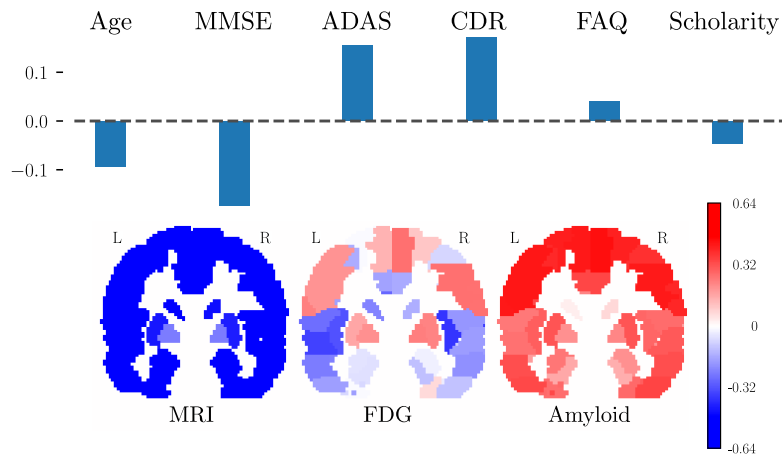 Age MMSE ADAS CDR FAQ Scholarity
0.1
0.0
−0.1
L R L R L R
0.64
0.32
0
-0.32
-0.64
MRI FDG Amyloid